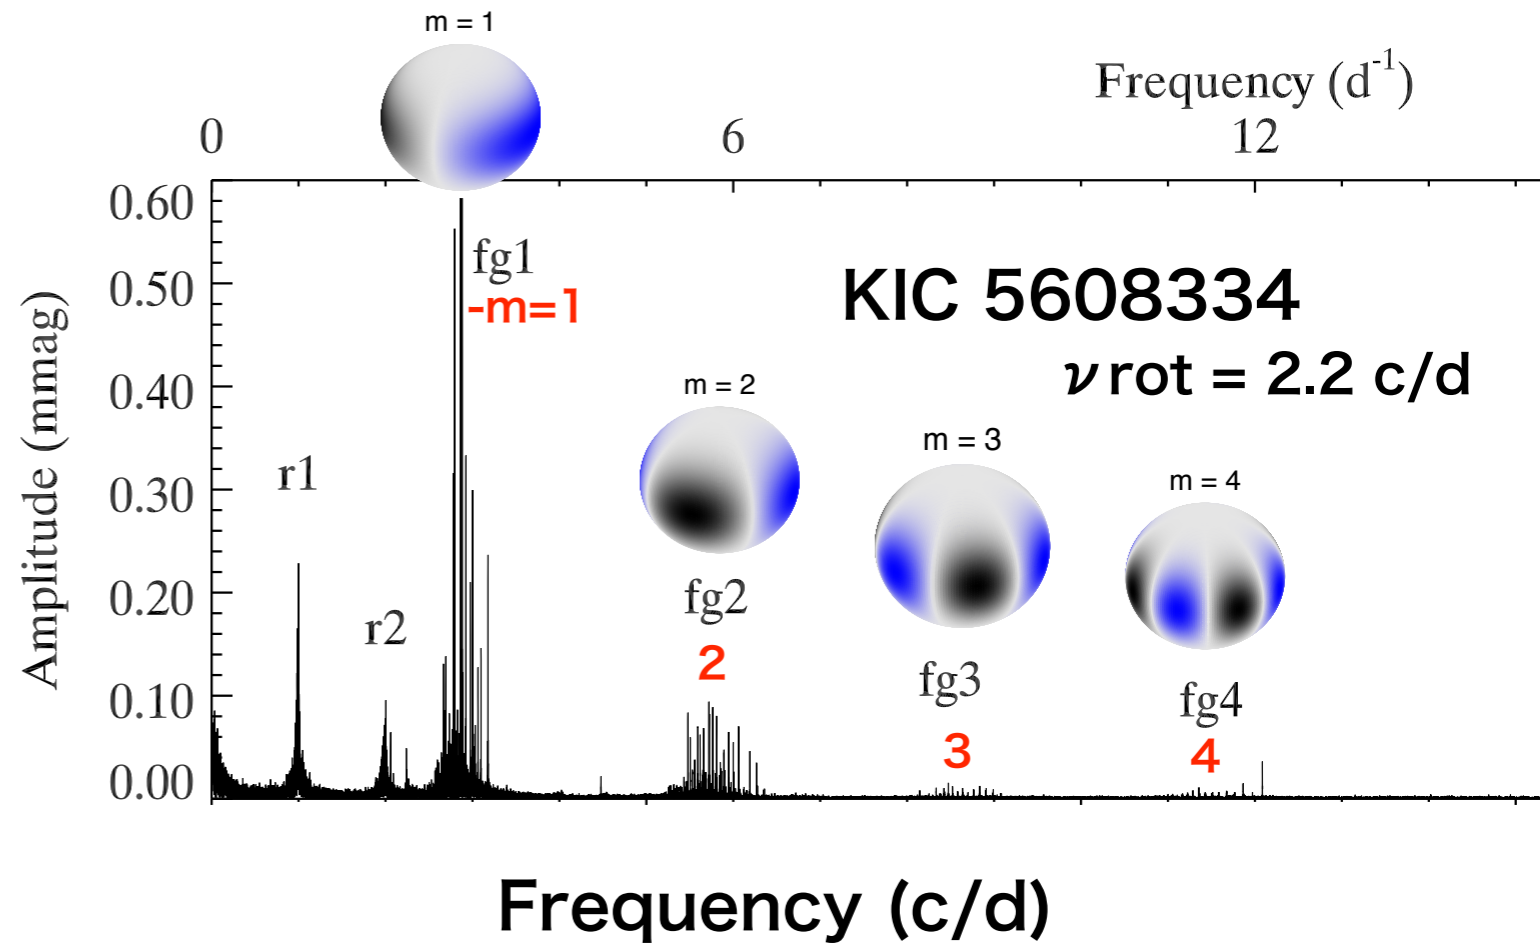 m = 1
Frequency (d-1)
0 6 12
0.60
0.50
0.40
0.30
0.20
0.10
0.00
Amplitude (mmag)
fg1
-m=1
KIC 5608334
ν rot = 2.2 c/d
m = 2
m = 3
m = 4
r1
r2
fg2
2
fg3
3
fg4
4
Frequency (c/d)